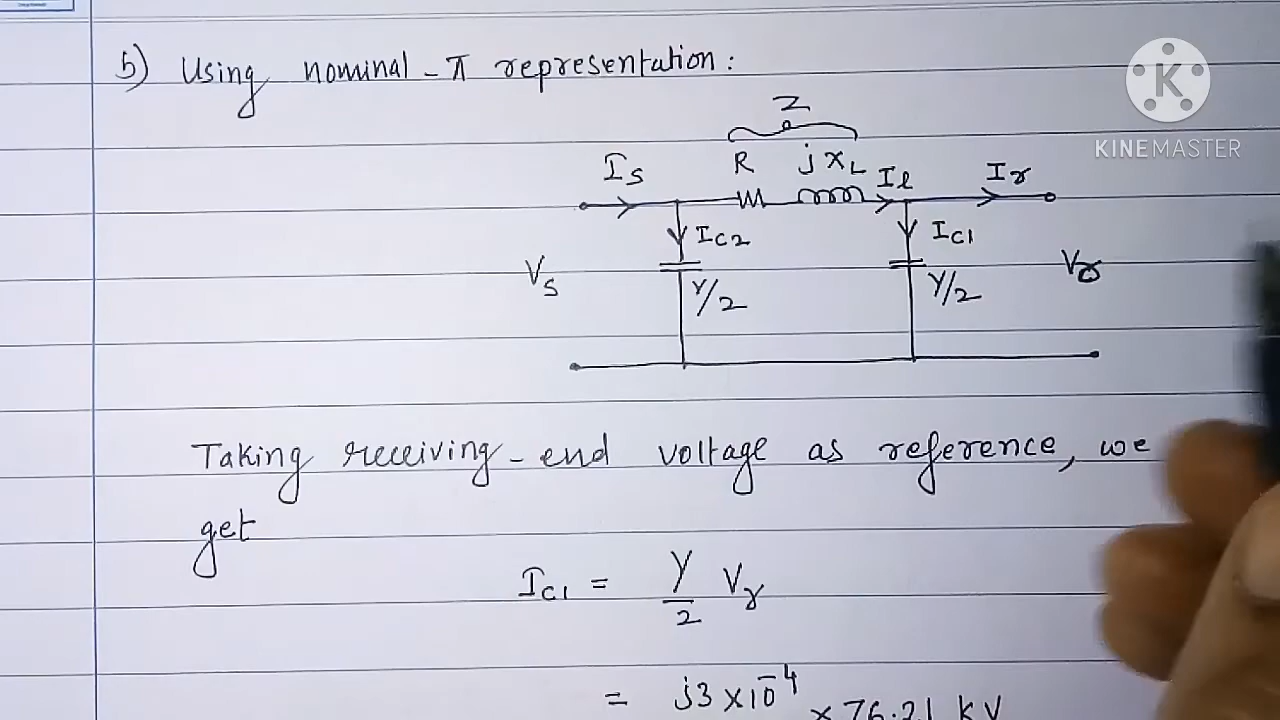 5) Using nominal - π representation :
K
KINEMASTER
Z
R jXL
Is Il Ir
IC2 IC1
Vs Y/2 Y/2 Vr
Taking receiving - end voltage as reference, we
get
IC1 = Y/2 Vr
= j3 × 10⁻⁴ × 76.21 kV